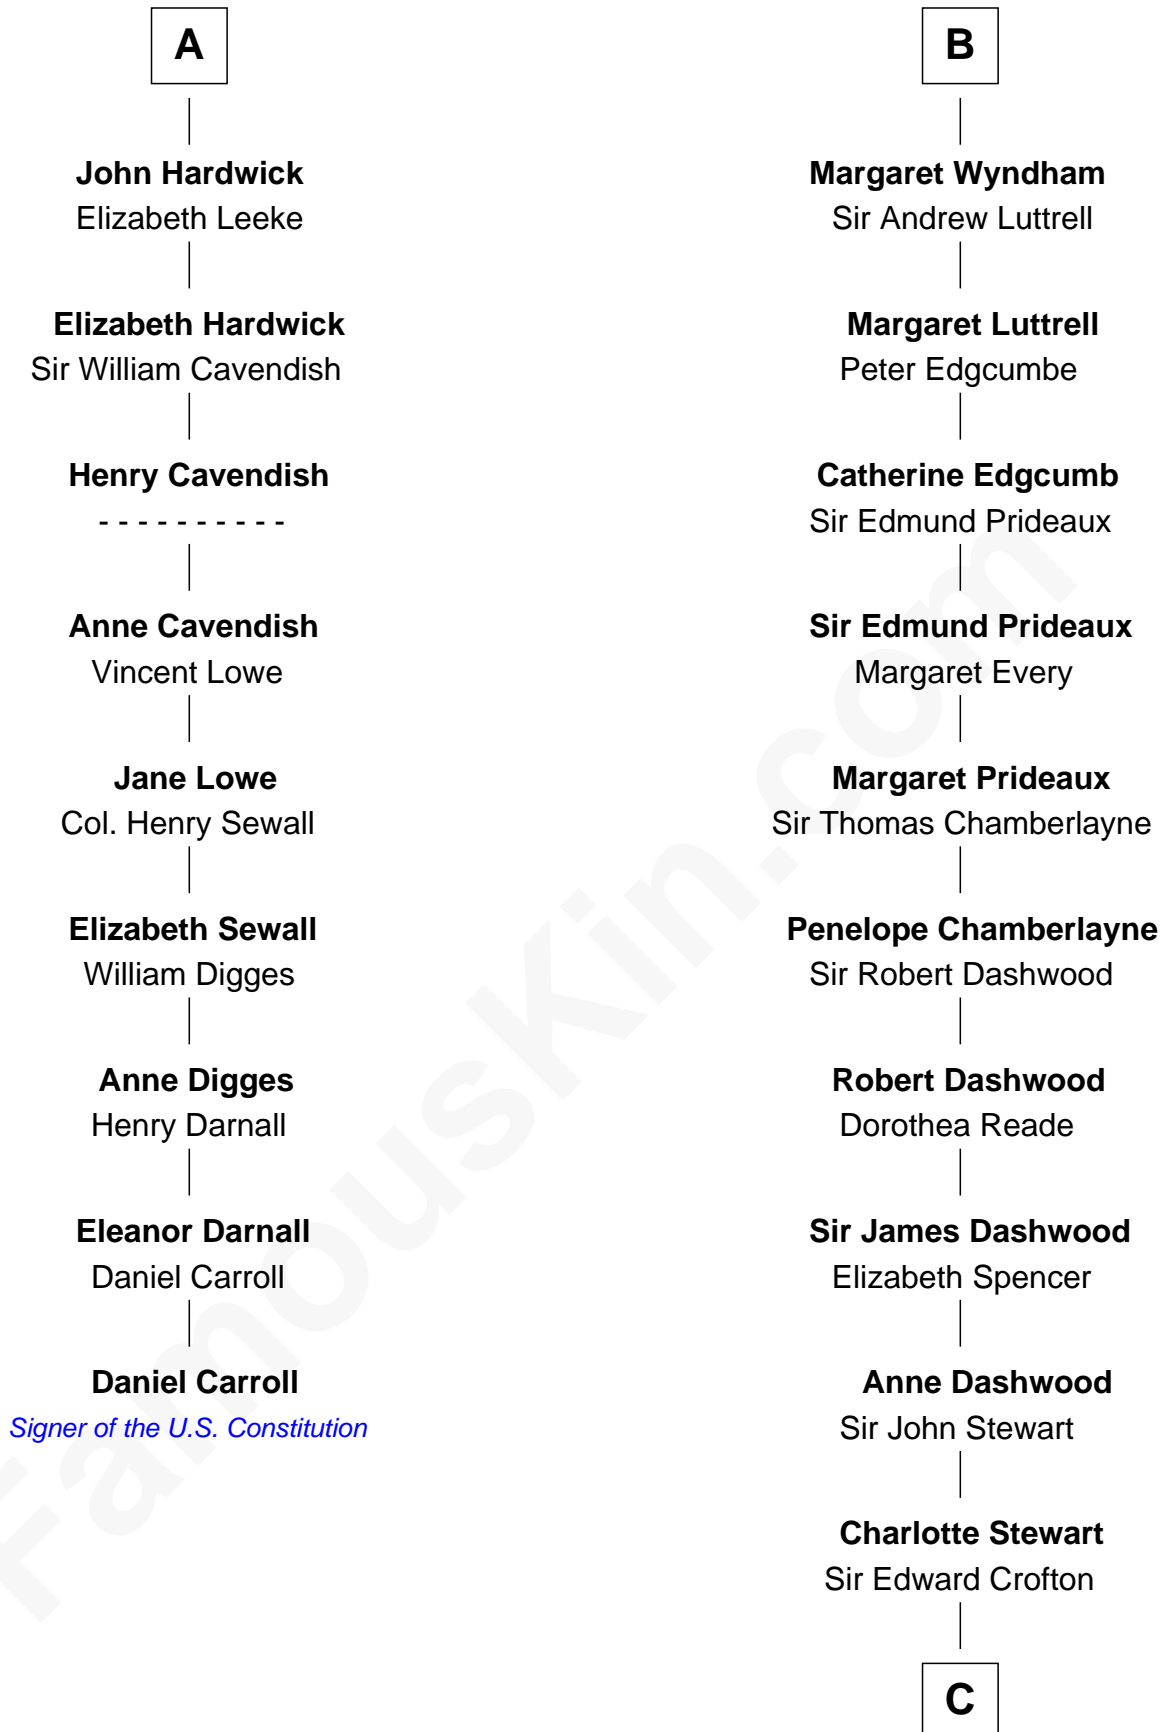 A
John Hardwick
Elizabeth Leeke
Elizabeth Hardwick
Sir William Cavendish
Henry Cavendish
- - - - - - - - - -
Anne Cavendish
Vincent Lowe
Jane Lowe
Col. Henry Sewall
Elizabeth Sewall
William Digges
Anne Digges
Henry Darnall
Eleanor Darnall
Daniel Carroll
Daniel Carroll
Signer of the U.S. Constitution
B
Margaret Wyndham
Sir Andrew Luttrell
Margaret Luttrell
Peter Edgcumbe
Catherine Edgcumb
Sir Edmund Prideaux
Sir Edmund Prideaux
Margaret Every
Margaret Prideaux
Sir Thomas Chamberlayne
Penelope Chamberlayne
Sir Robert Dashwood
Robert Dashwood
Dorothea Reade
Sir James Dashwood
Elizabeth Spencer
Anne Dashwood
Sir John Stewart
Charlotte Stewart
Sir Edward Crofton
C
FamousKin.com